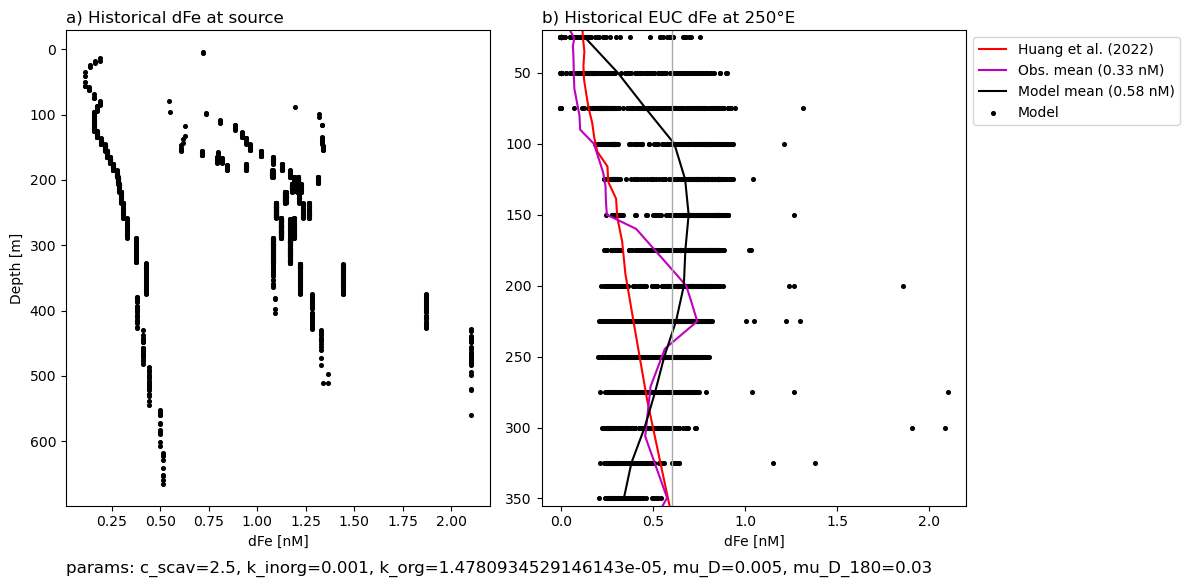 a) Historical dFe at source
b) Historical EUC dFe at 250°E
0
100
200
300
400
500
600
Depth [m]
0.25 0.50 0.75 1.00 1.25 1.50 1.75 2.00
dFe [nM]
50
100
150
200
250
300
350
0.0 0.5 1.0 1.5 2.0
dFe [nM]
Huang et al. (2022)
Obs. mean (0.33 nM)
Model mean (0.58 nM)
Model
params: c_scav=2.5, k_inorg=0.001, k_org=1.4780934529146143e-05, mu_D=0.005, mu_D_180=0.03